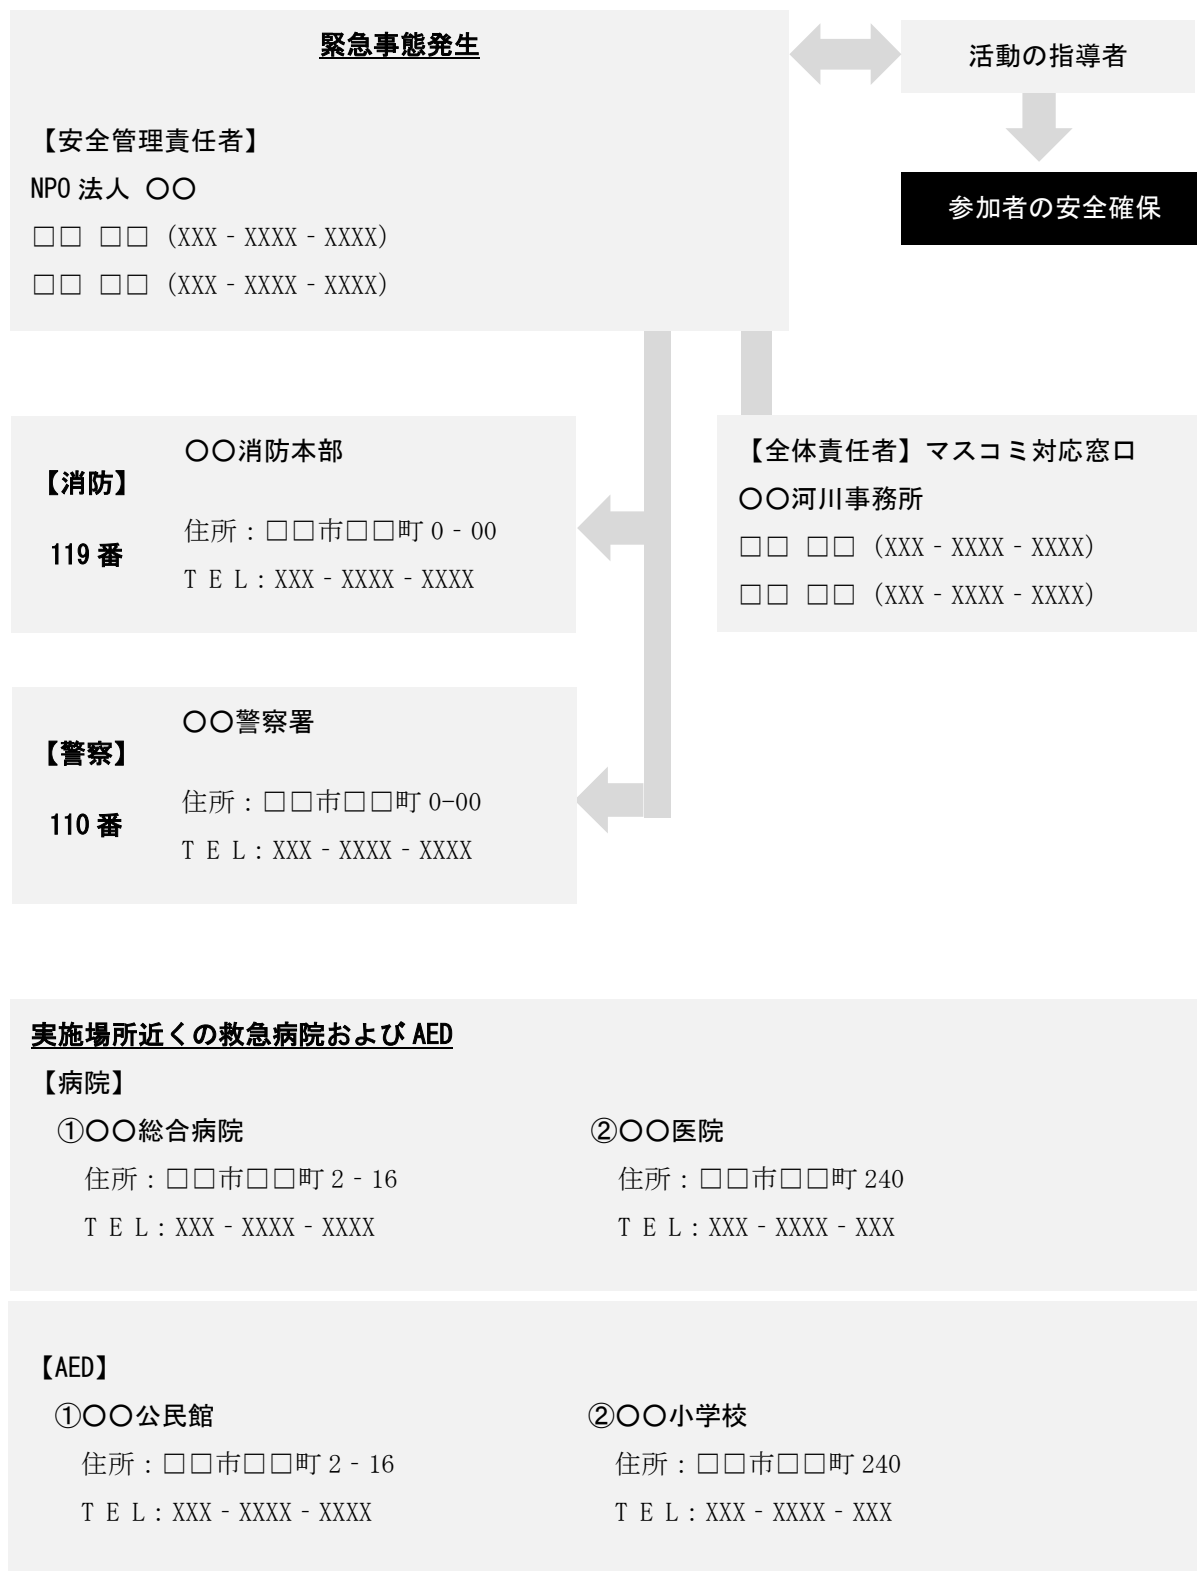 緊急事態発生
活動の指導者
【安全管理責任者】
NPO法人 〇〇
□□ □□ (XXX‐XXXX‐XXXX)
□□ □□ (XXX‐XXXX‐XXXX)
参加者の安全確保
【消防】
119番
〇〇消防本部
住所:□□市□□町0‐00
TEL:XXX‐XXXX‐XXXX
【全体責任者】マスコミ対応窓口
〇〇河川事務所
□□ □□ (XXX‐XXXX‐XXXX)
□□ □□ (XXX‐XXXX‐XXXX)
【警察】
110番
〇〇警察署
住所:□□市□□町0-00
TEL:XXX‐XXXX‐XXXX
実施場所近くの救急病院およびAED
【病院】
①〇〇総合病院
住所:□□市□□町2‐16
TEL:XXX‐XXXX‐XXXX
②〇〇医院
住所:□□市□□町240
TEL:XXX‐XXXX‐XXX
【AED】
①〇〇公民館
住所:□□市□□町2‐16
TEL:XXX‐XXXX‐XXXX
②〇〇小学校
住所:□□市□□町240
TEL:XXX‐XXXX‐XXX